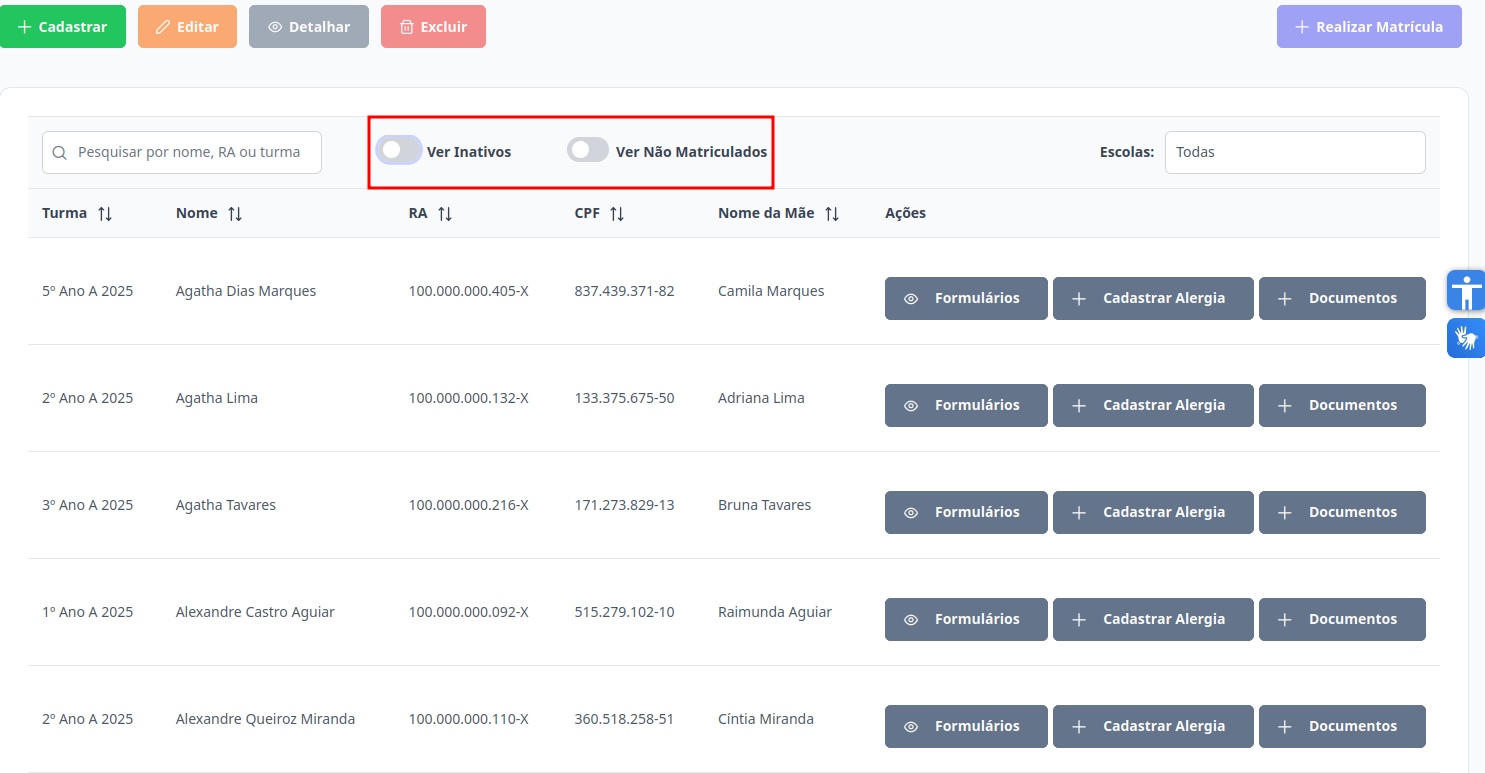 Cadastrar Editar Detalhar Excluir Realizar Matrícula
Pesquisar por nome, RA ou turma Ver Inativos Ver Não Matriculados Escolas: Todas
Turma Nome RA CPF Nome da Mãe Ações
5º Ano A 2025 Agatha Dias Marques 100.000.000.405-X 837.439.371-82 Camila Marques Formulários Cadastrar Alergia Documentos
2º Ano A 2025 Agatha Lima 100.000.000.132-X 133.375.675-50 Adriana Lima Formulários Cadastrar Alergia Documentos
3º Ano A 2025 Agatha Tavares 100.000.000.216-X 171.273.829-13 Bruna Tavares Formulários Cadastrar Alergia Documentos
1º Ano A 2025 Alexandre Castro Aguiar 100.000.000.092-X 515.279.102-10 Raimunda Aguiar Formulários Cadastrar Alergia Documentos
2º Ano A 2025 Alexandre Queiroz Miranda 100.000.000.110-X 360.518.258-51 Cíntia Miranda Formulários Cadastrar Alergia Documentos